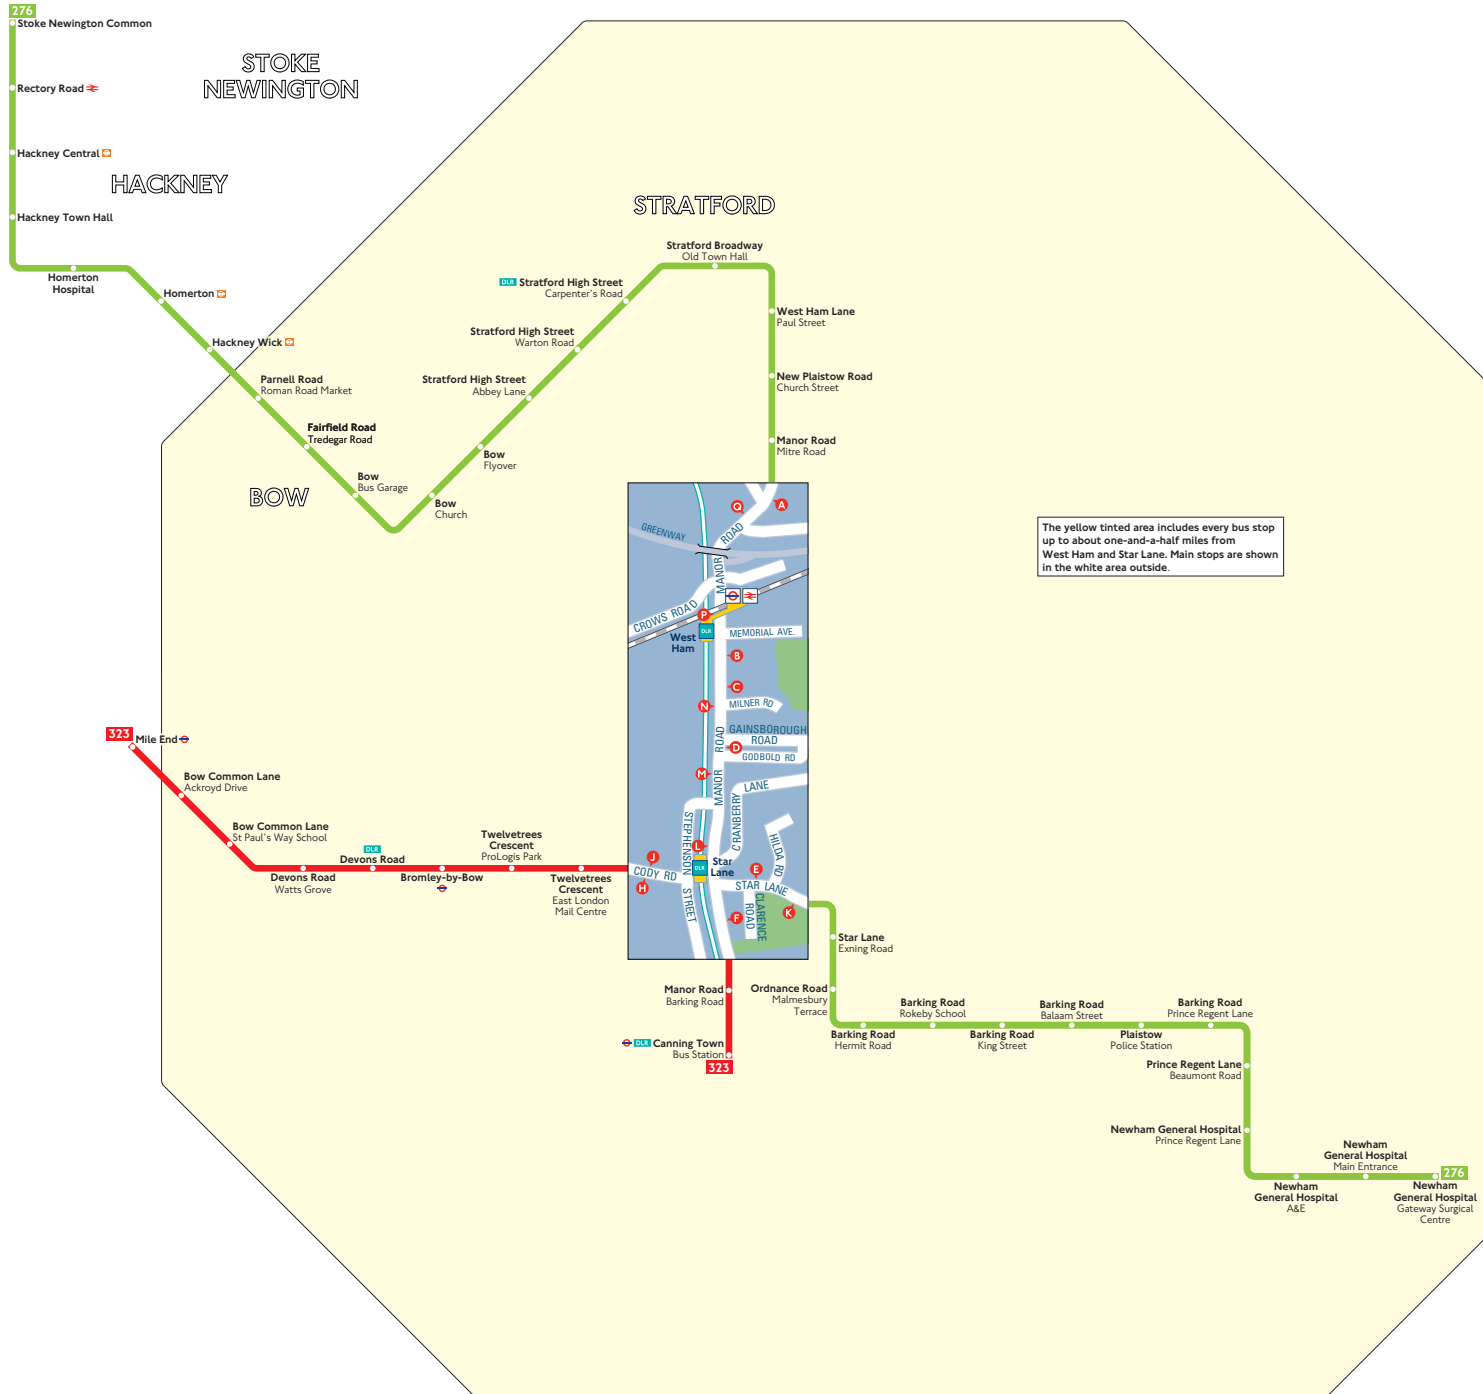 276
Stoke Newington Common
STOKE
NEWINGTON
Rectory Road
Hackney Central
HACKNEY
Hackney Town Hall
Homerton
Hospital
Homerton
Hackney Wick
Parnell Road
Roman Road Market
Fairfield Road
Tredegar Road
Bow
Bus Garage
BOW
Bow
Church
Bow
Flyover
Stratford High Street
Abbey Lane
Stratford High Street
Warton Road
DLR Stratford High Street
Carpenter's Road
STRATFORD
Stratford Broadway
Old Town Hall
West Ham Lane
Paul Street
New Plaistow Road
Church Street
Manor Road
Mitre Road
The yellow tinted area includes every bus stop
up to about one-and-a-half miles from
West Ham and Star Lane. Main stops are shown
in the white area outside.
Q
A
GREENWAY
MANOR ROAD
CROWS ROAD
P
DLR
West
Ham
MEMORIAL AVE.
B
C
N
MILNER RD
GAINSBOROUGH
ROAD
D
GODBOLD RD
MANOR ROAD
M
CRANBERRY LANE
STEPHENSON STREET
HILDA RD
L
J
DLR
Star
Lane
E
CODY RD
H
STAR LANE
CLARENCE
ROAD
F
K
323
Mile End
Bow Common Lane
Ackroyd Drive
Bow Common Lane
St Paul's Way School
Devons Road
Watts Grove
DLR
Devons Road
Bromley-by-Bow
Twelvetrees
Crescent
ProLogis Park
Twelvetrees
Crescent
East London
Mail Centre
Manor Road
Barking Road
DLR Canning Town
Bus Station
323
Star Lane
Exning Road
Ordnance Road
Malmesbury
Terrace
Barking Road
Hermit Road
Barking Road
Rokeby School
Barking Road
King Street
Barking Road
Balaam Street
Plaistow
Police Station
Barking Road
Prince Regent Lane
Prince Regent Lane
Beaumont Road
Newham General Hospital
Prince Regent Lane
Newham
General Hospital
A&E
Newham
General Hospital
Main Entrance
276
Newham
General Hospital
Gateway Surgical
Centre